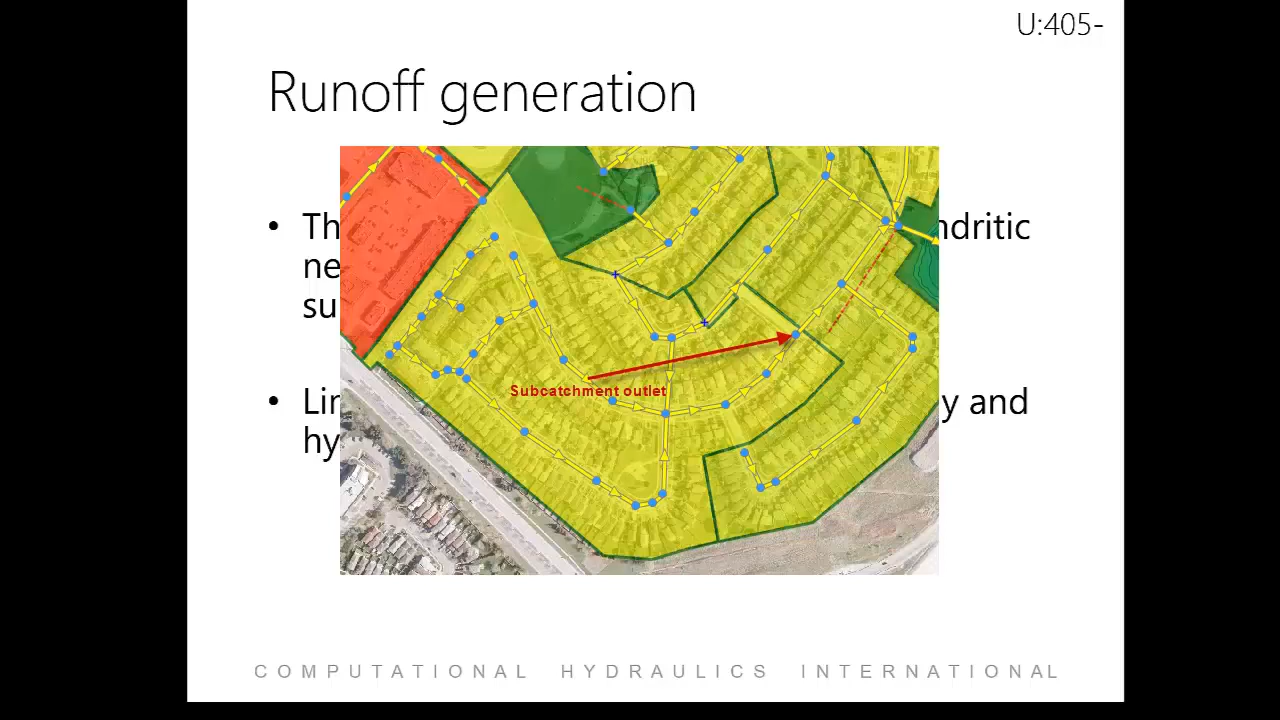 U:405-
Runoff generation
• Th
ndritic
ne
su
Subcatchment outlet
• Lin
y and
hy
COMPUTATIONAL HYDRAULICS INTERNATIONAL